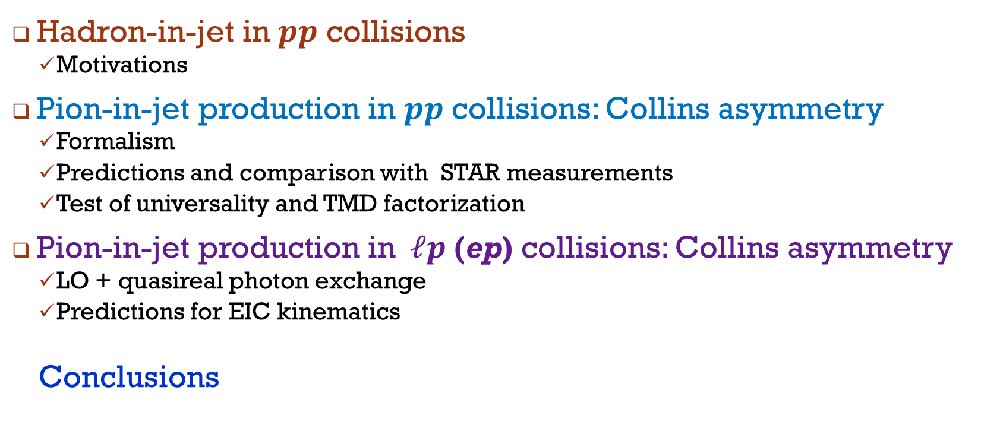 ❑ Hadron-in-jet in pp collisions
✓Motivations
❑ Pion-in-jet production in pp collisions: Collins asymmetry
✓Formalism
✓Predictions and comparison with STAR measurements
✓Test of universality and TMD factorization
❑ Pion-in-jet production in ℓp (ep) collisions: Collins asymmetry
✓LO + quasireal photon exchange
✓Predictions for EIC kinematics
Conclusions